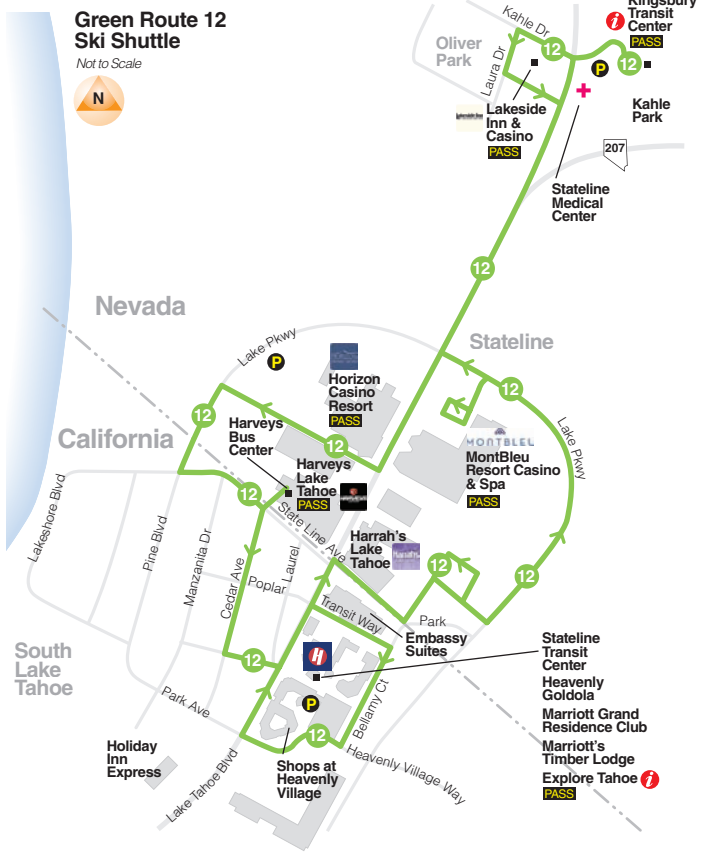 Green Route 12
Ski Shuttle
Not to Scale
N
Kingsbury
Transit
Center
PASS
i
Kahle Dr
12
P
12
Oliver
Park
Laura Dr
Kahle
Park
Lakeside
Inn &
Casino
PASS
207
Stateline
Medical
Center
12
Nevada
Stateline
Lake Pkwy
P
Horizon
Casino
Resort
PASS
12
12
Harveys
Bus
Center
12
Lake Pkwy
MONTBLEU
MontBleu
Resort Casino
& Spa
PASS
California
Harveys
Lake
Tahoe
PASS
12
State Line Ave
Harrah's
Lake
Tahoe
12
12
Lakeshore Blvd
Pine Blvd
Manzanita Dr
Cedar Ave
Poplar
Laurel
Transit Way
Park
Embassy
Suites
South
Lake
Tahoe
12
H
Stateline
Transit
Center
Heavenly
Goldola
Marriott Grand
Residence Club
Marriott's
Timber Lodge
Explore Tahoe
i
PASS
Park Ave
P
Bellamy Ct
12
Holiday
Inn
Express
Lake Tahoe Blvd
Shops at
Heavenly
Village
Heavenly Village Way